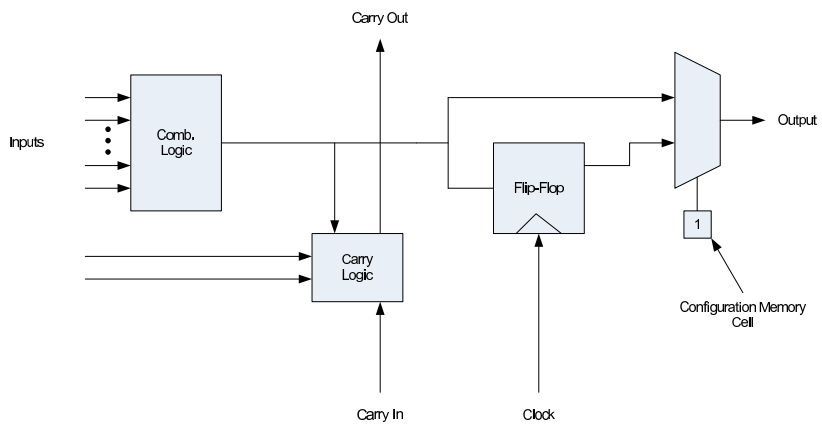 Carry Out
Inputs
Comb.
Logic
Flip-Flop
Output
1
Carry
Logic
Configuration Memory
Cell
Carry In
Clock